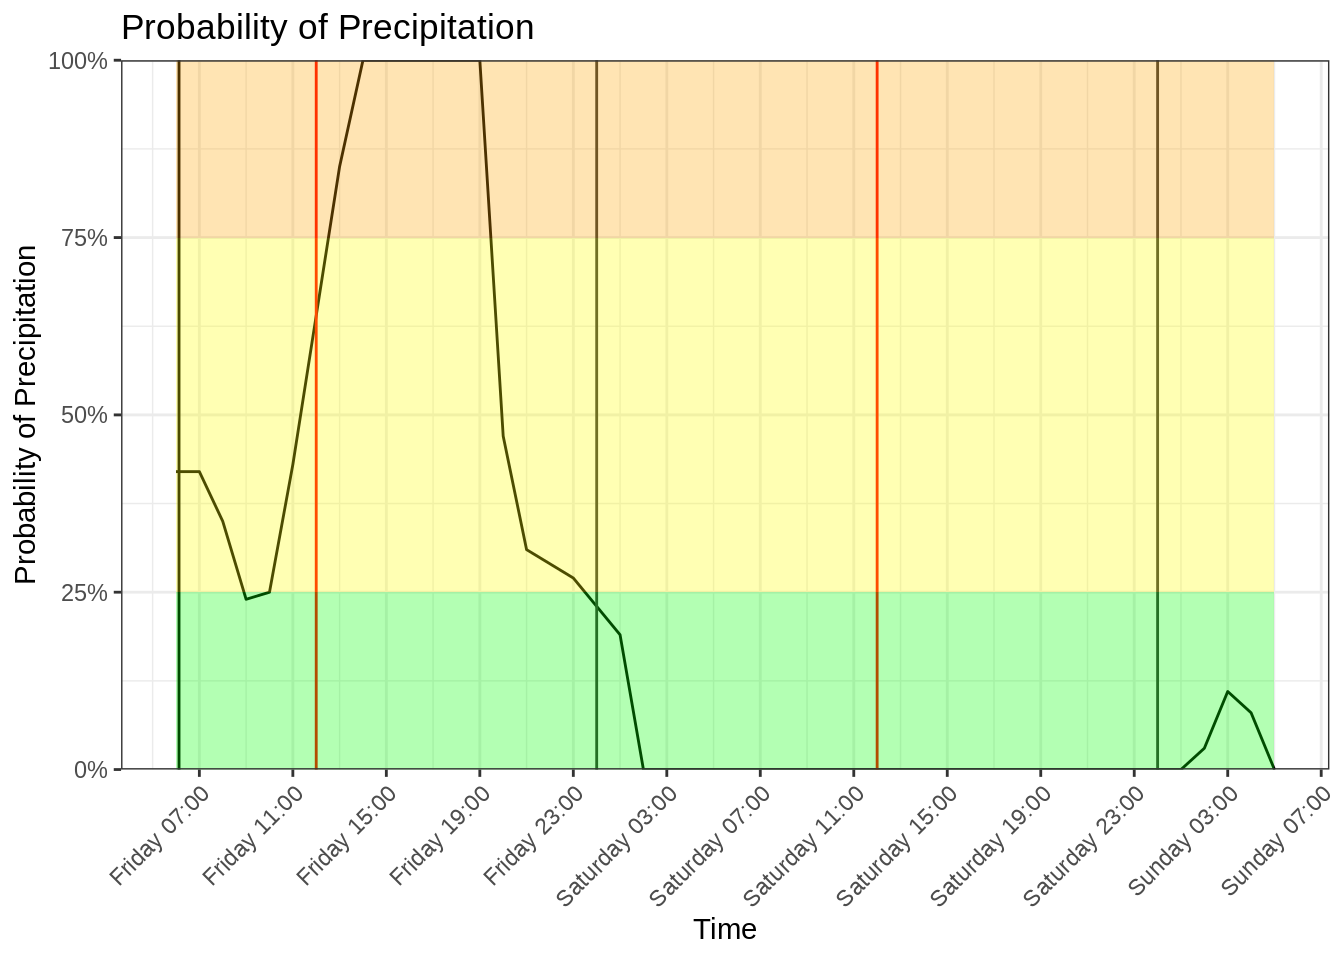 Probability of Precipitation
Probability of Precipitation
100%
75%
50%
25%
0%
Friday 07:00
Friday 11:00
Friday 15:00
Friday 19:00
Friday 23:00
Saturday 03:00
Saturday 07:00
Saturday 11:00
Saturday 15:00
Saturday 19:00
Saturday 23:00
Sunday 03:00
Sunday 07:00
Time